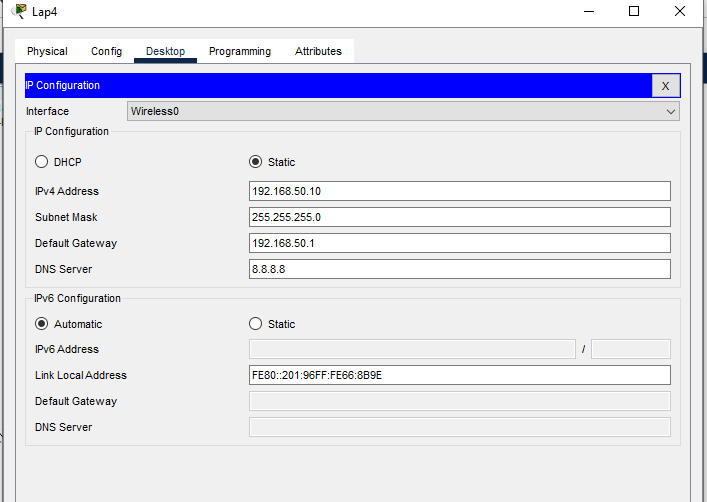 Lap4
Physical Config Desktop Programming Attributes
IP Configuration X
Interface Wireless0
IP Configuration
DHCP Static
IPv4 Address 192.168.50.10
Subnet Mask 255.255.255.0
Default Gateway 192.168.50.1
DNS Server 8.8.8.8
IPv6 Configuration
Automatic Static
IPv6 Address /
Link Local Address FE80::201:96FF:FE66:8B9E
Default Gateway
DNS Server